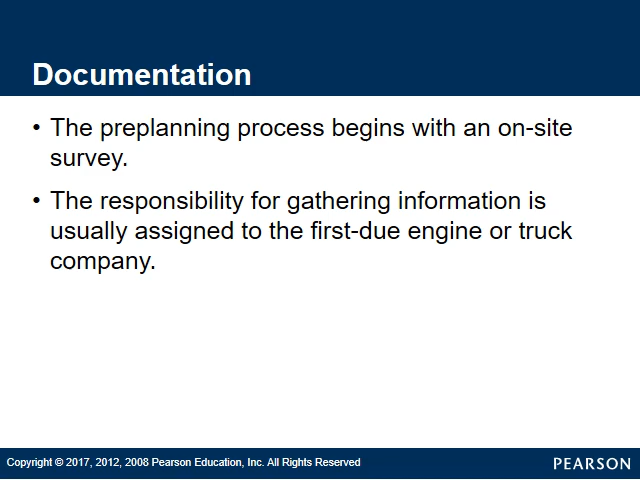 Documentation
• The preplanning process begins with an on-site
survey.
• The responsibility for gathering information is
usually assigned to the first-due engine or truck
company.
Copyright © 2017, 2012, 2008 Pearson Education, Inc. All Rights Reserved
PEARSON